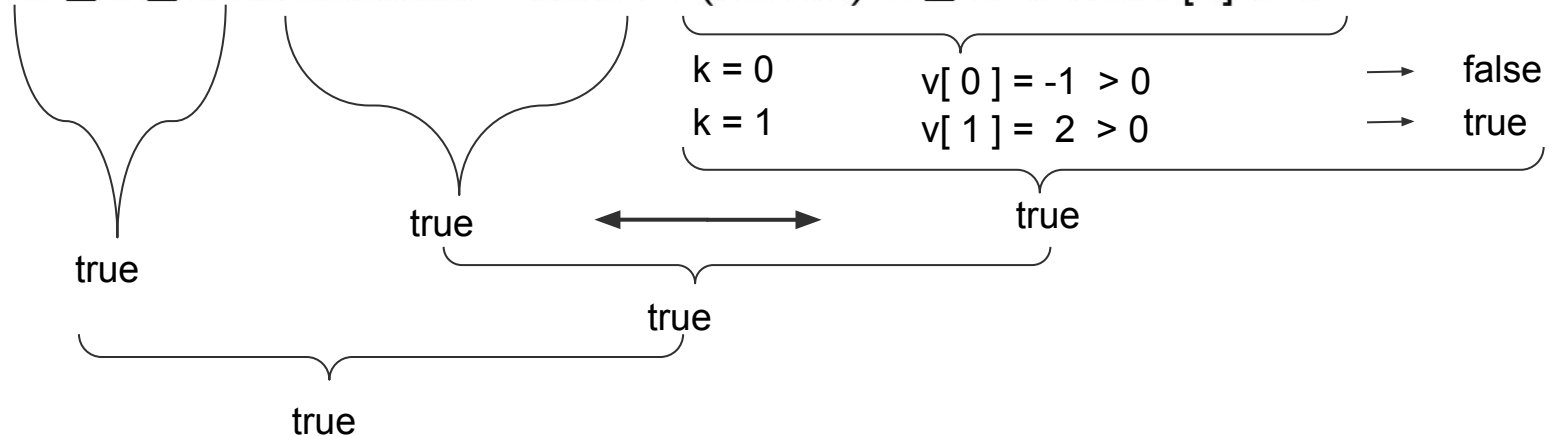 k = 0 v[ 0 ] = -1 > 0 false
k = 1 v[ 1 ] = 2 > 0 true
true true
true
true
true